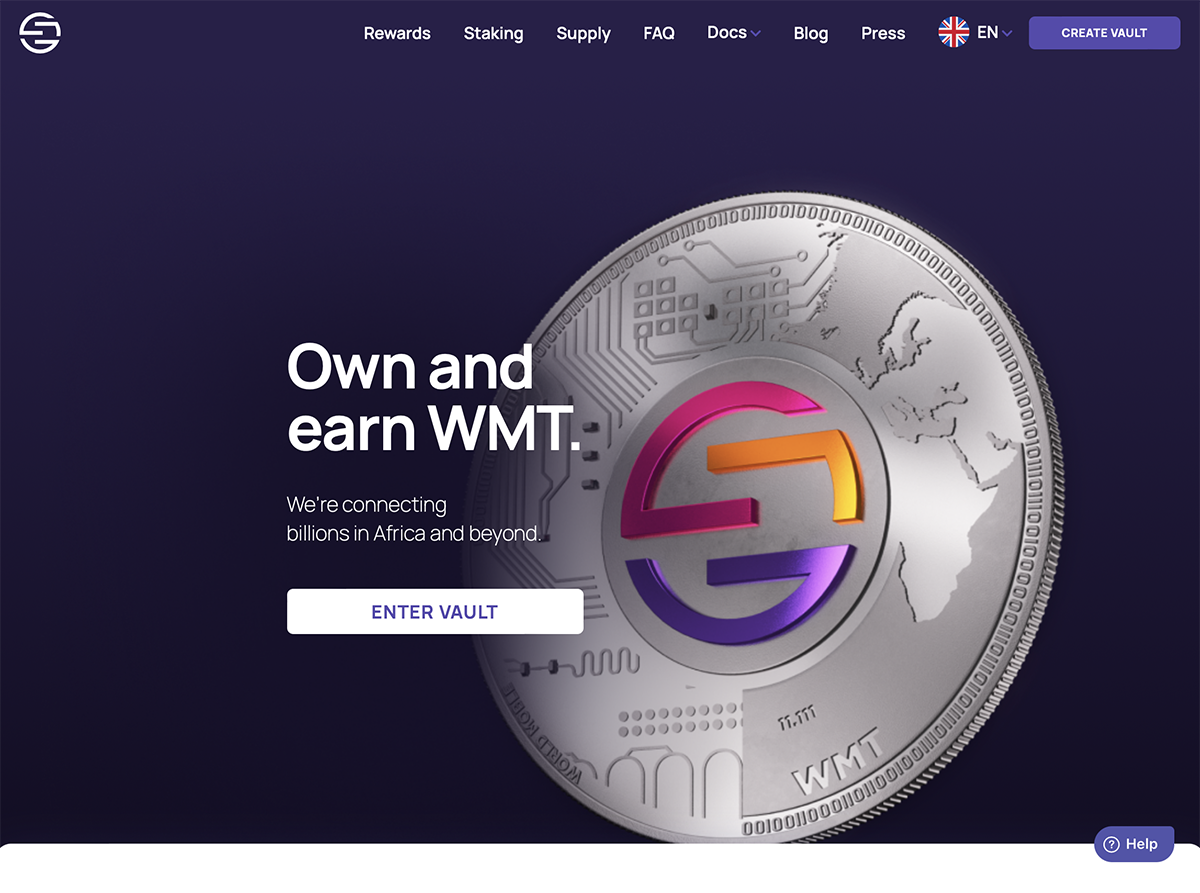 Rewards
Staking
Supply
FAQ
Docs
Blog
Press
EN
CREATE VAULT
Own and
earn WMT.
We're connecting
billions in Africa and beyond.
ENTER VAULT
WORLD MOBILE
11.111
WMT
Help